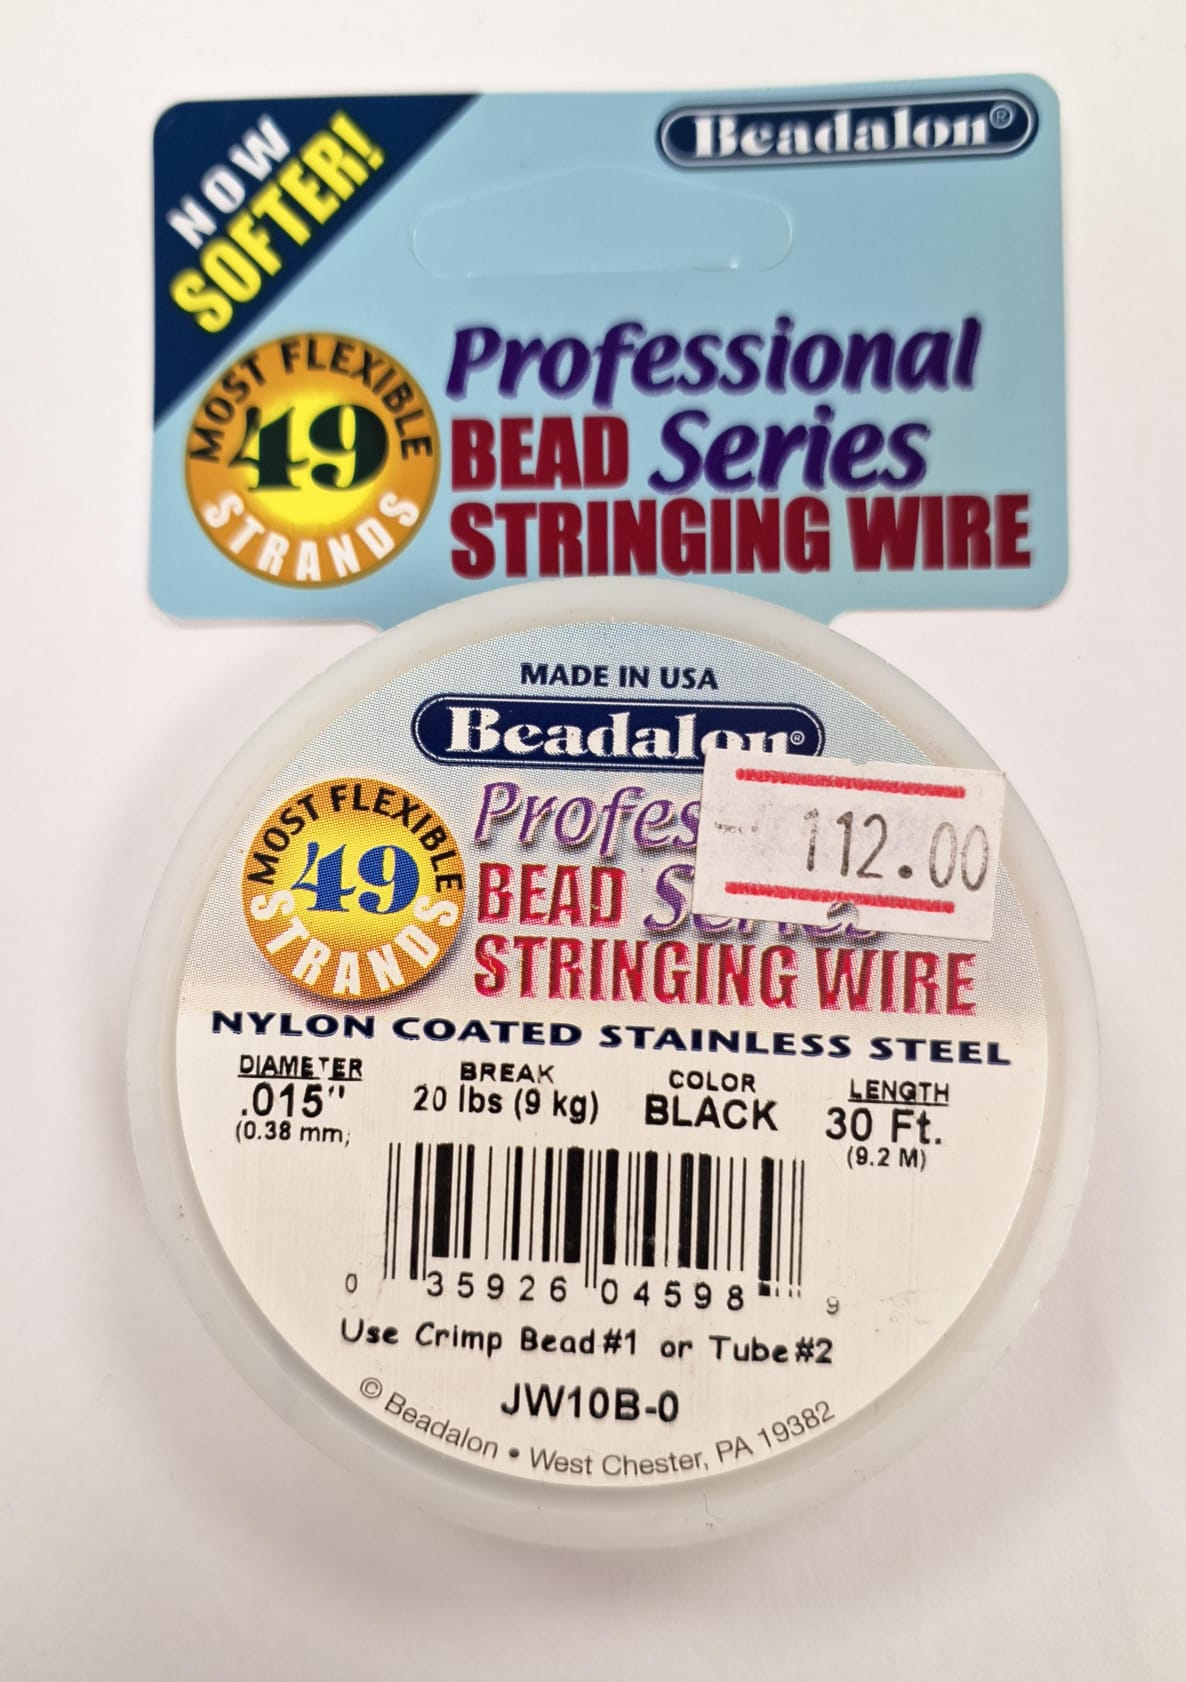 NOW
SOFTER!
Beadalon®
MOST FLEXIBLE
49
STRANDS
Professional
BEAD Series
STRINGING WIRE
MADE IN USA
Beadalon®
MOST FLEXIBLE
49
STRANDS
Profes
112.00
BEAD Series
STRINGING WIRE
NYLON COATED STAINLESS STEEL
DIAMETER BREAK COLOR LENGTH
.015" 20 lbs (9 kg) BLACK 30 Ft.
(0.38 mm) (9.2 M)
0 35926 04598 9
Use Crimp Bead #1 or Tube #2
JW10B-0
© Beadalon • West Chester, PA 19382